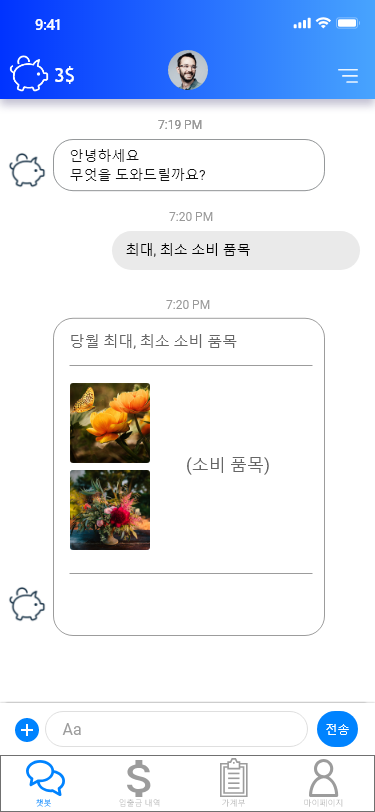 9:41
3$
7:19 PM
안녕하세요
무엇을 도와드릴까요?
7:20 PM
최대, 최소 소비 품목
7:20 PM
당월 최대, 최소 소비 품목
(소비 품목)
Aa
전송
챗봇
입출금 내역
가계부
마이페이지